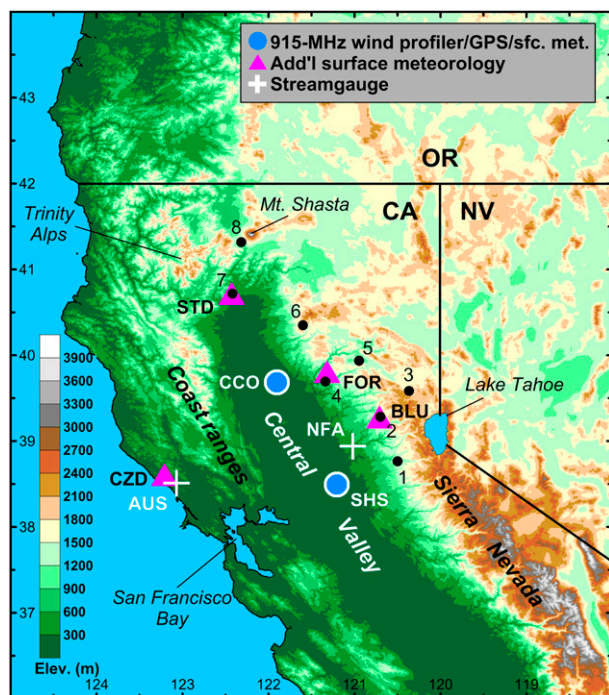 915-MHz wind profiler/GPS/sfc. met.
Add'l surface meteorology
Streamgauge
43
OR
42
CA
NV
Mt. Shasta
Trinity
Alps
8
41
7
STD
6
40
5
3
Lake Tahoe
CCO
FOR
4
BLU
2
Coast ranges
Central
Valley
NFA
39
1
CZD
AUS
SHS
Sierra
Nevada
38
San Francisco
Bay
37
3900
3600
3300
3000
2700
2400
2100
1800
1500
1200
900
600
300
Elev. (m)
124
123
122
121
120
119